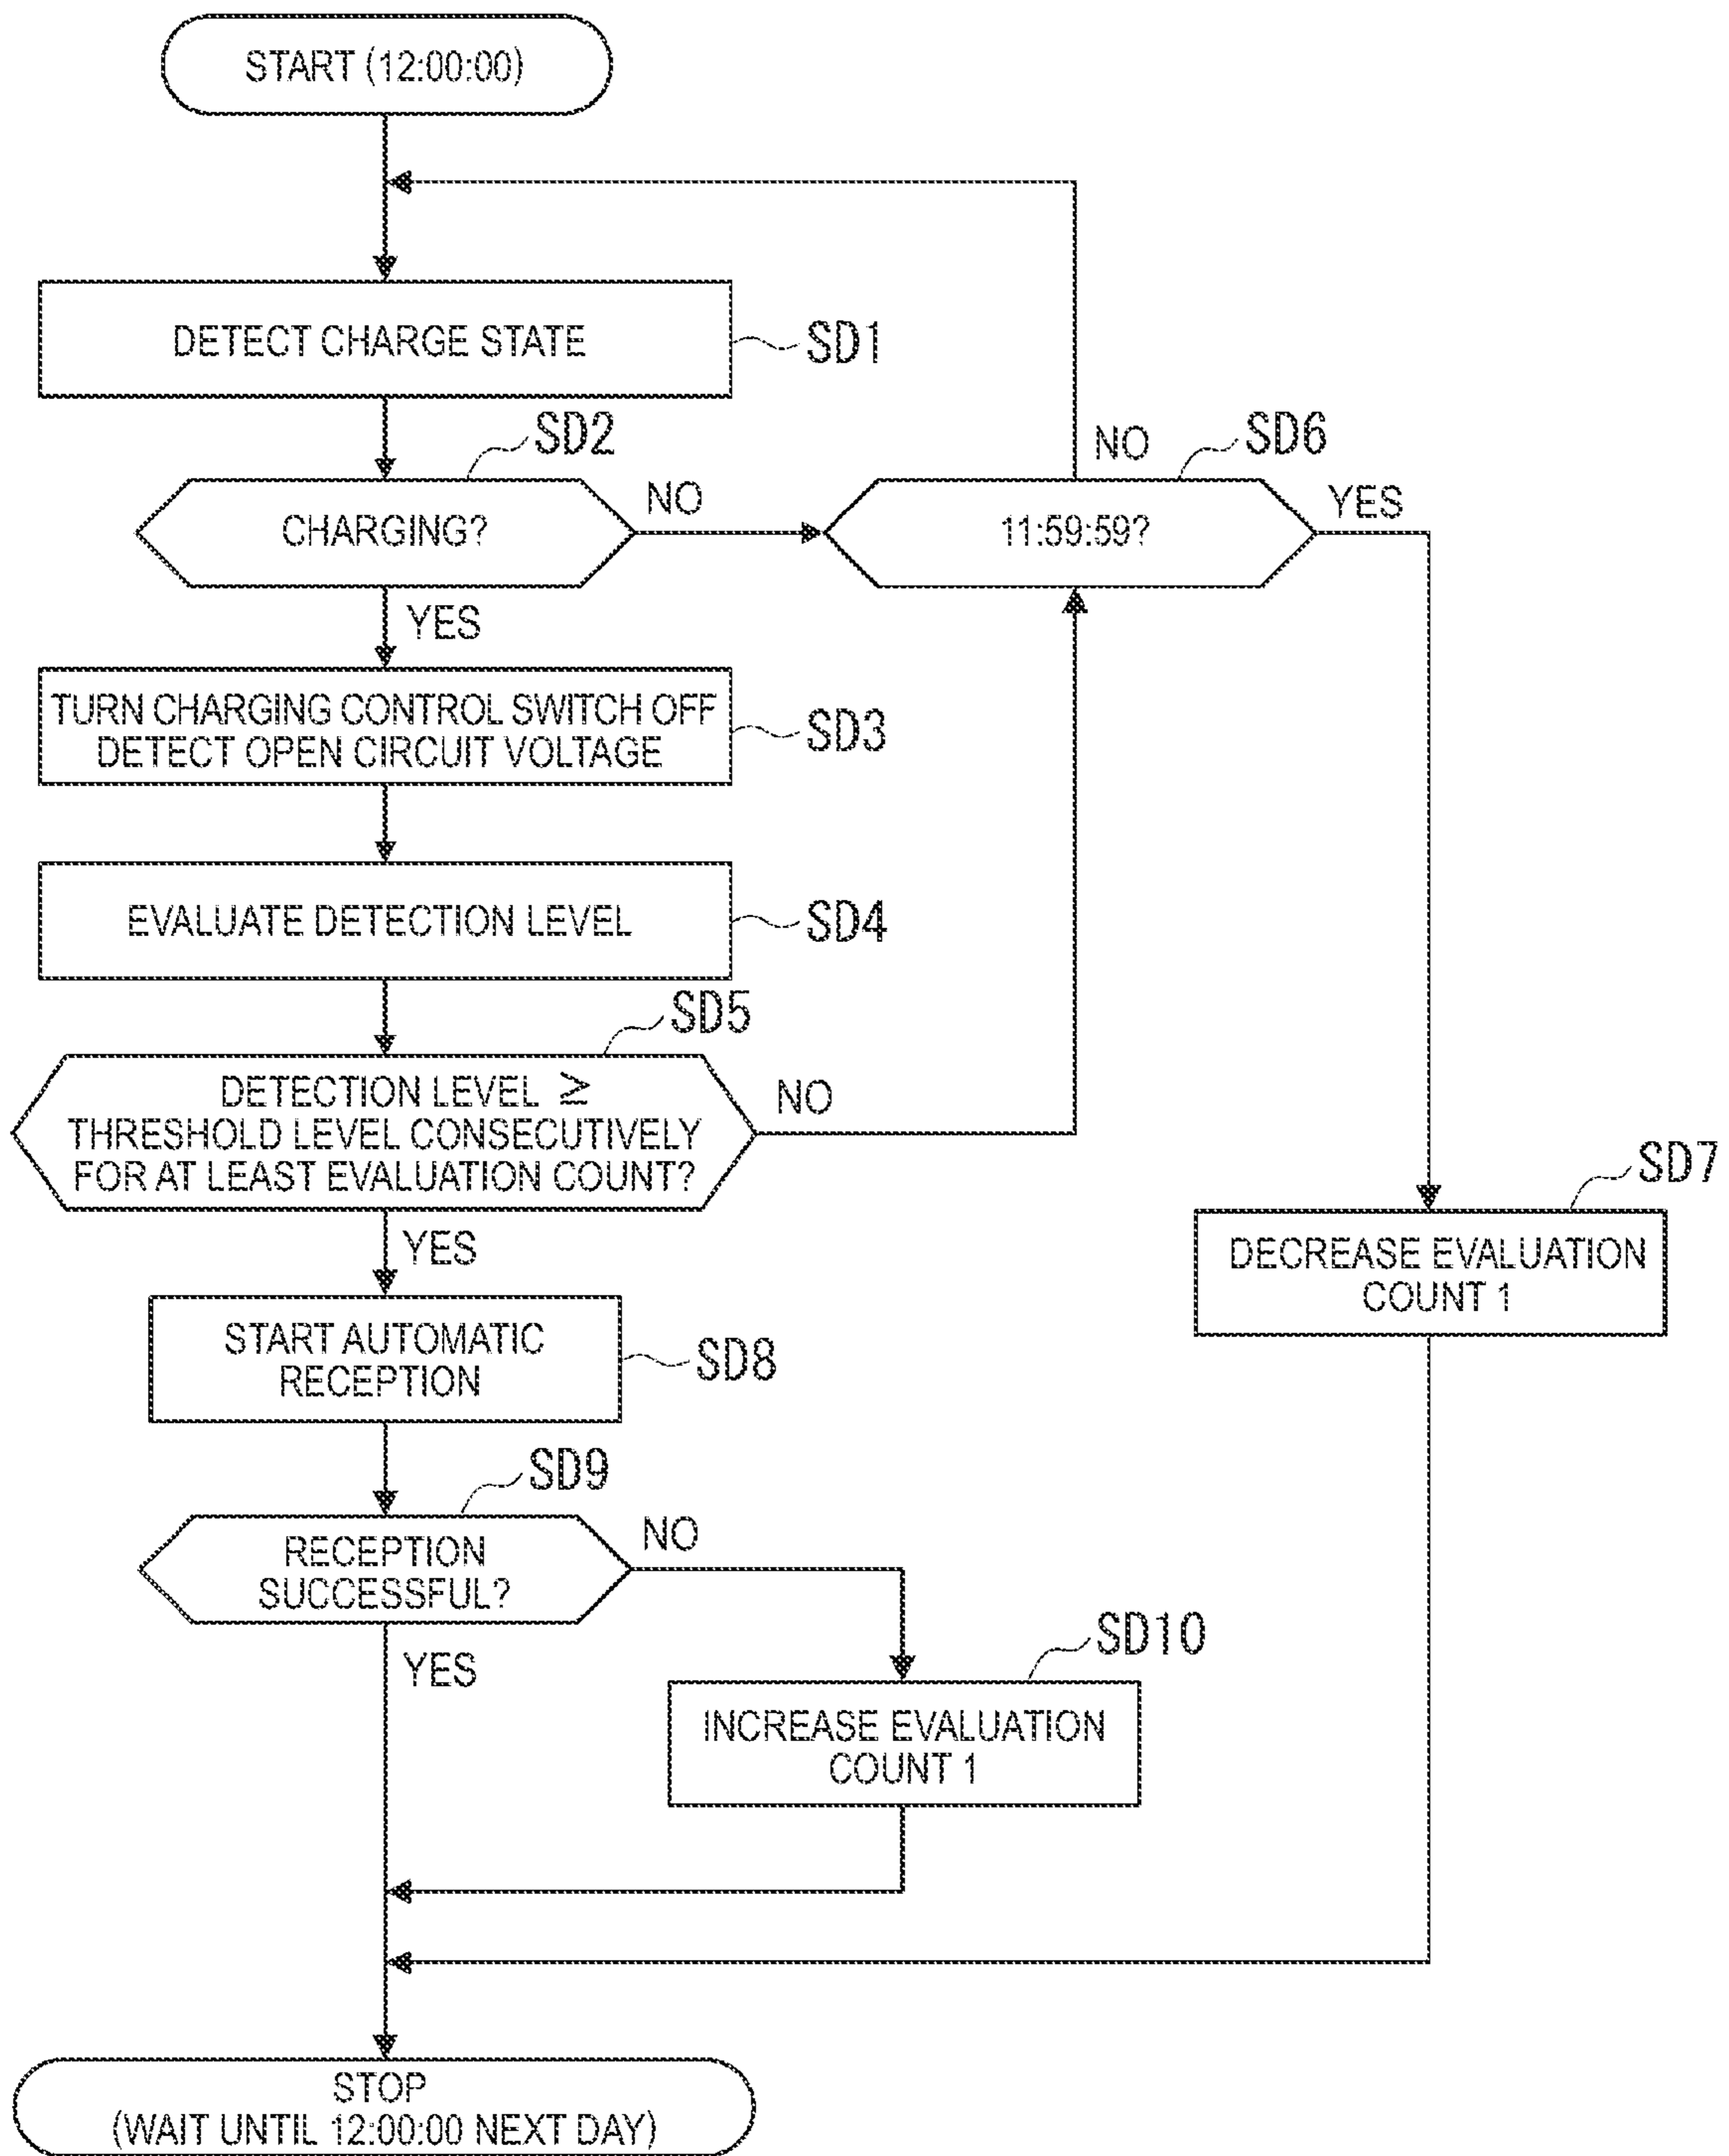 START (12:00:00)
DETECT CHARGE STATE
SD1
SD2
CHARGING?
NO
YES
NO
SD6
11:59:59?
YES
TURN CHARGING CONTROL SWITCH OFF
DETECT OPEN CIRCUIT VOLTAGE
SD3
EVALUATE DETECTION LEVEL
SD4
SD5
DETECTION LEVEL ≧
THRESHOLD LEVEL CONSECUTIVELY
FOR AT LEAST EVALUATION COUNT?
NO
YES
SD7
DECREASE EVALUATION
COUNT 1
START AUTOMATIC
RECEPTION
SD8
SD9
RECEPTION
SUCCESSFUL?
NO
YES
SD10
INCREASE EVALUATION
COUNT 1
STOP
(WAIT UNTIL 12:00:00 NEXT DAY)